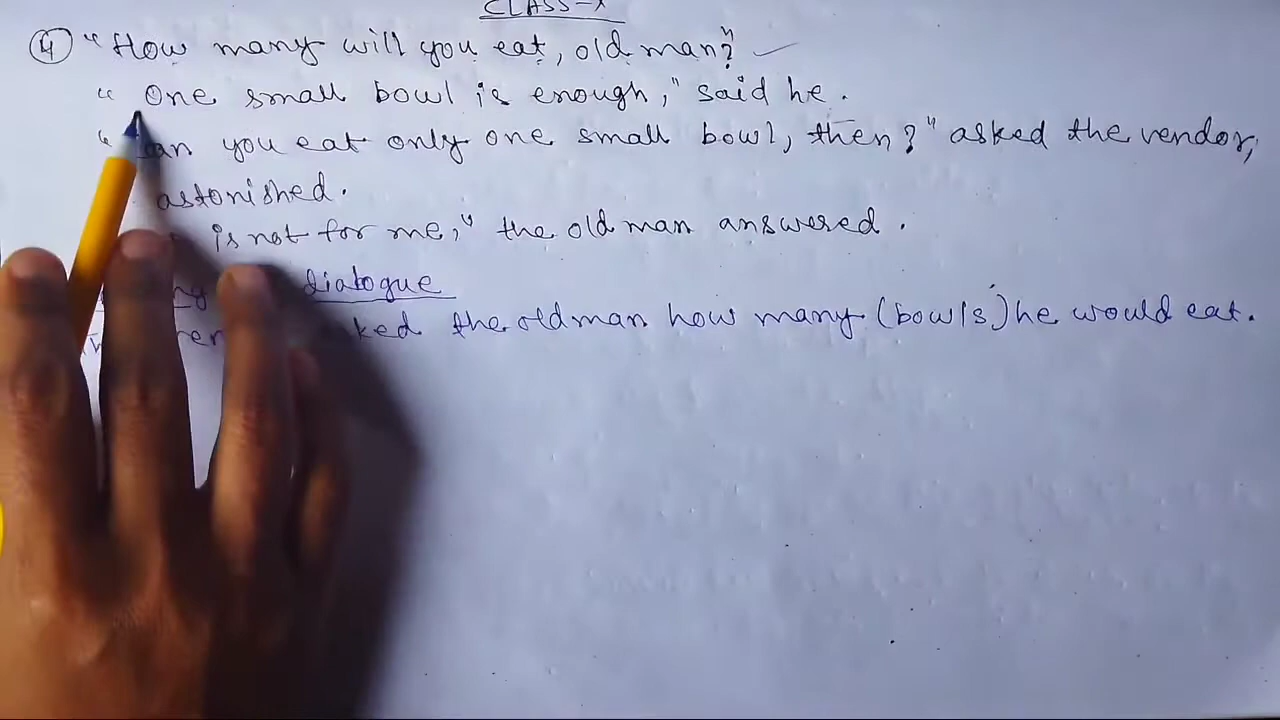 CLASS-X
④ "How many will you eat, old man?"
" One small bowl is enough," said he.
" you eat only one small bowl, then?" asked the vendor,
astonished.
is not for me," the old man answered.
dialogue
the old man how many (bowls) he would eat.